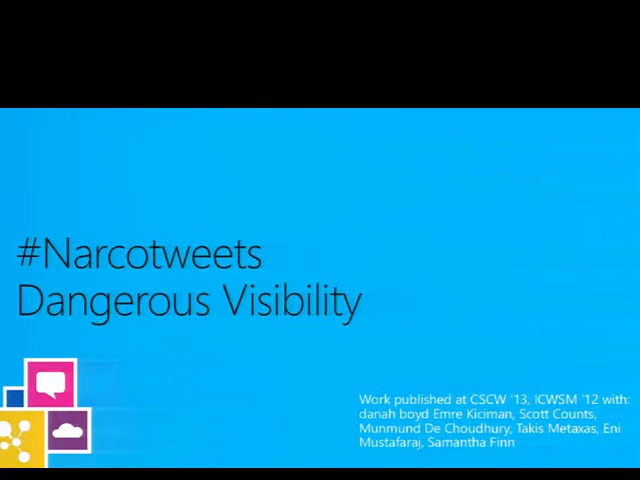 #Narcotweets
Dangerous Visibility
Work published at CSCW '13, ICWSM '12 with:
danah boyd Emre Kiciman, Scott Counts,
Munmund De Choudhury, Takis Metaxas, Eni
Mustafaraj, Samantha Finn